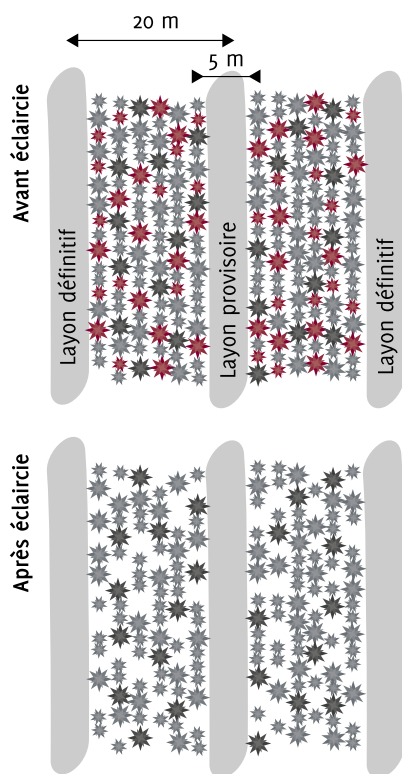 20 m
5 m
Avant éclaircie
Layon définitif
Layon provisoire
Layon définitif
Après éclaircie